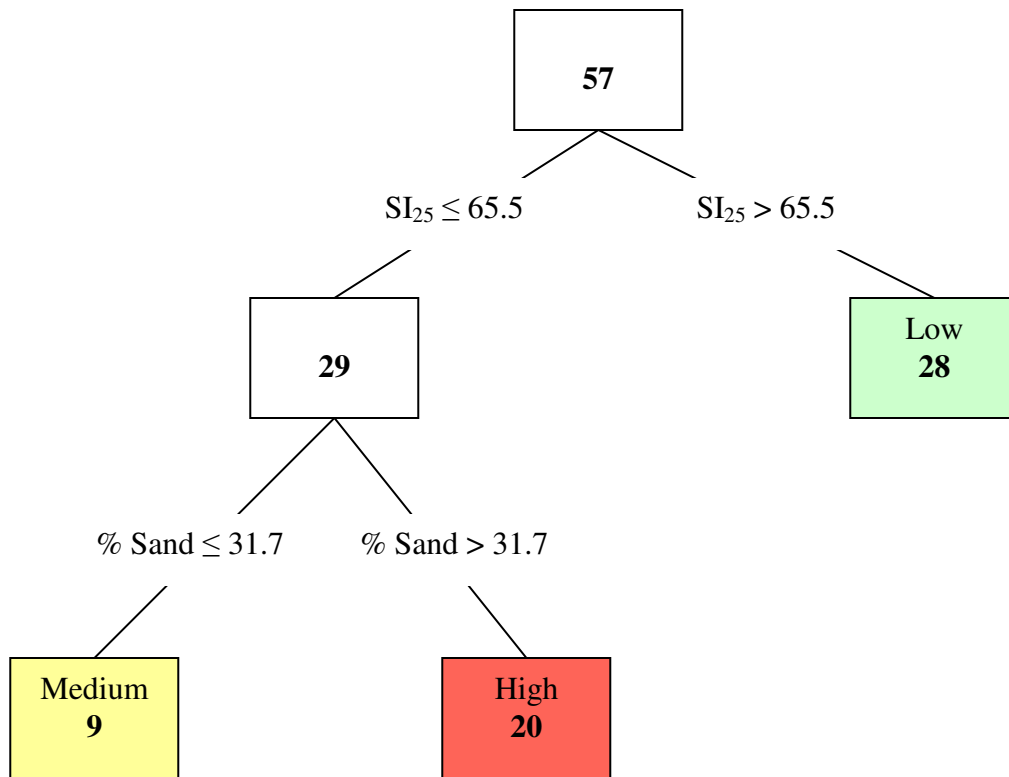 57
SI₂₅ ≤ 65.5
SI₂₅ > 65.5
29
Low
28
% Sand ≤ 31.7
% Sand > 31.7
Medium
9
High
20